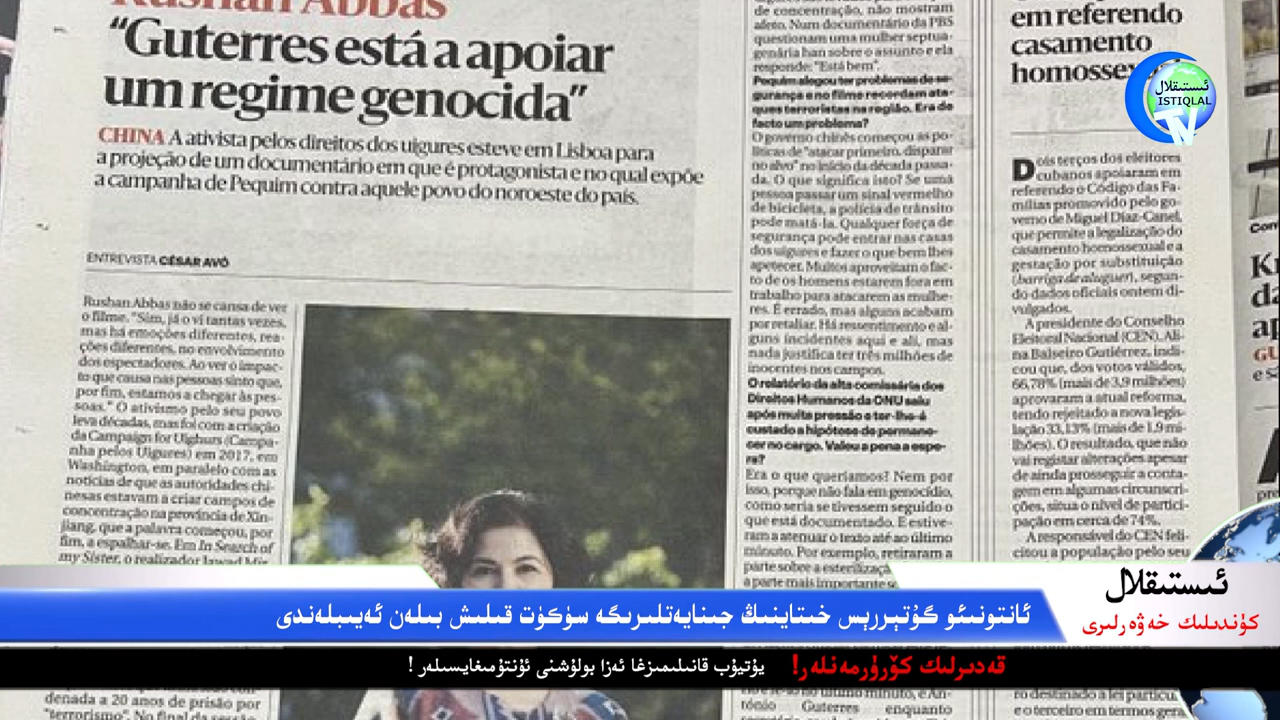 Rushan Abbas
“Guterres está a apoiar
um regime genocida”
CHINA A ativista pelos direitos dos uigures esteve em Lisboa para
a projeção de um documentário em que é protagonista e no qual expõe
a campanha de Pequim contra aquele povo do noroeste do país.
ENTREVISTA CÉSAR AVÓ
Rushan Abbas não se cansa de ver
o filme. "Sim, já o vi tantas vezes,
mas há emoções diferentes, rea-
ções diferentes, no envolvimento
dos espectadores. Ao ver o impac-
to que causa nas pessoas sinto que,
por fim, estamos a chegar às pes-
soas." O ativismo pelo seu povo
leva décadas, mas foi com a criação
da Campaign for Uighurs (Campa-
nha pelos Uigures) em 2017, em
Washington, em paralelo com as
notícias de que as autoridades chi-
nesas estavam a criar campos de
concentração na província de Xin-
jiang, que a palavra começou, por
fim, a espalhar-se. Em In Search of
my Sister, o realizador Jawad Mir
denada a 20 anos de prisão por
"terrorismo". No final da sessão
de concentração, não mostram
afeto. Num documentário da PBS
questionam uma mulher septua-
genária han sobre o assunto e ela
responde: "Está bem".
Pequim alegou ter problemas de se-
gurança e no filme recordam ata-
ques terroristas na região. Era de
facto um problema?
O governo chinês começou as po-
líticas de "atacar primeiro, disparar
no alvo" no início da década passa-
da. O que significa isto? Se uma
pessoa passar um sinal vermelho
de bicicleta, a polícia de trânsito
pode matá-la. Qualquer força de
segurança pode entrar nas casas
dos uigures e fazer o que bem lhes
apetecer. Muitos aproveitam o fac-
to de os homens estarem fora em
trabalho para atacarem as mulhe-
res. É errado, mas alguns acabam
por retaliar. Há ressentimento e al-
guns incidentes aqui e ali, mas
nada justifica ter três milhões de
inocentes nos campos.
O relatório da alta comissária dos
Direitos Humanos da ONU saiu
após muita pressão e ter-lhe-á
custado a hipótese de permane-
cer no cargo. Valeu a pena a espe-
ra?
Era o que queríamos? Nem por
isso, porque não fala em genocídio,
como seria se tivessem seguido o
que está documentado. E estive-
ram a atenuar o texto até ao último
minuto. Por exemplo, retiraram a
parte sobre a esterilização
a parte mais importante
último minuto, e An-
tónio Guterres enquanto
em referendo
casamento
homossexual
Dois terços dos eleitores
cubanos apoiaram em
referendo o Código das Fa-
mílias promovido pelo go-
verno de Miguel Díaz-Canel,
que permite a legalização do
casamento homossexual e a
gestação por substituição
(barriga de aluguer), segun-
do dados oficiais ontem di-
vulgados.
A presidente do Conselho
Eleitoral Nacional (CEN), Ali-
na Balseiro Gutiérrez, indi-
cou que, dos votos válidos,
66,78% (mais de 3,9 milhões)
aprovaram a atual reforma,
tendo rejeitado a nova legis-
lação 33,13% (mais de 1,9 mi-
lhões). O resultado, que não
vai registar alterações apesar
de ainda prosseguir a conta-
gem em algumas circunscri-
ções, situa o nível de partici-
pação em cerca de 74%.
A responsável do CEN feli-
citou a população pelo seu
ro destinado a lei particu
e o terceiro em termos gera
ئىستىقلال
ISTIQLAL
TV
ئىستىقلال
كۈندىلىك خەۋەرلىرى
ئانتونىئو گۇتېررېس خىتاينىڭ جىنايەتلىرىگە سۈكۈت قىلىش بىلەن ئەيىبلەندى
قەدىرلىك كۆرۈرمەنلەر! يۇتيۇب قانىلىمىزغا ئەزا بولۇشنى ئۇنتۇمىغايسىلەر !